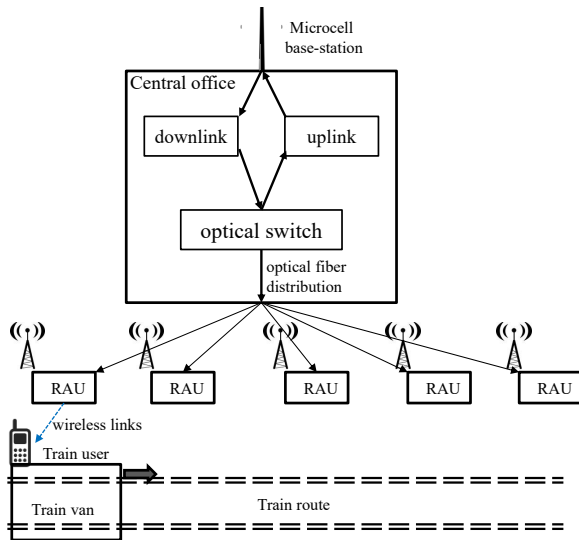 Microcell
base-station
Central office
downlink
uplink
optical switch
optical fiber
distribution
RAU
RAU
RAU
RAU
RAU
wireless links
Train user
Train van
Train route